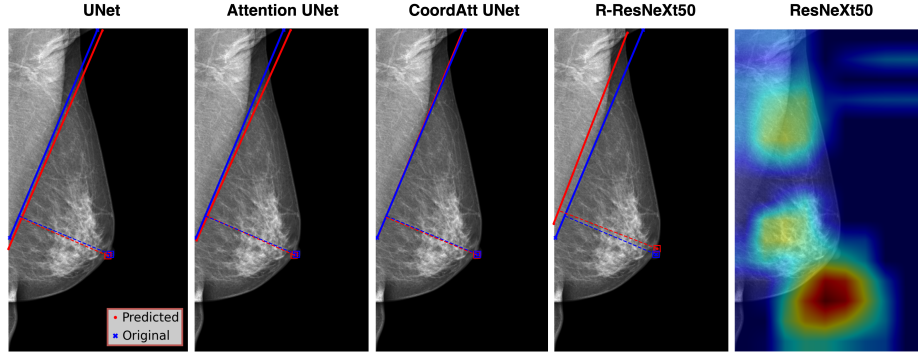 UNet
Attention UNet
CoordAtt UNet
R-ResNeXt50
ResNeXt50
Predicted
Original